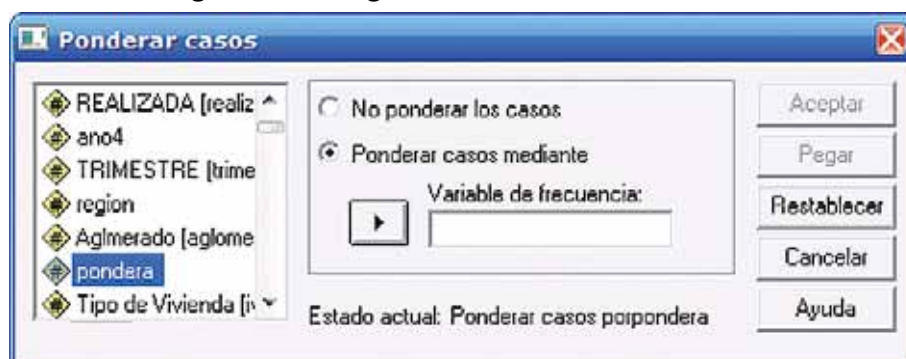 Ponderar casos
REALIZADA [realiz
ano4
TRIMESTRE [trime
region
Aglmerado [aglome
pondera
Tipo de Vivienda [iv
No ponderar los casos
Ponderar casos mediante
Variable de frecuencia:
Estado actual: Ponderar casos porpondera
Aceptar
Pegar
Restablecer
Cancelar
Ayuda